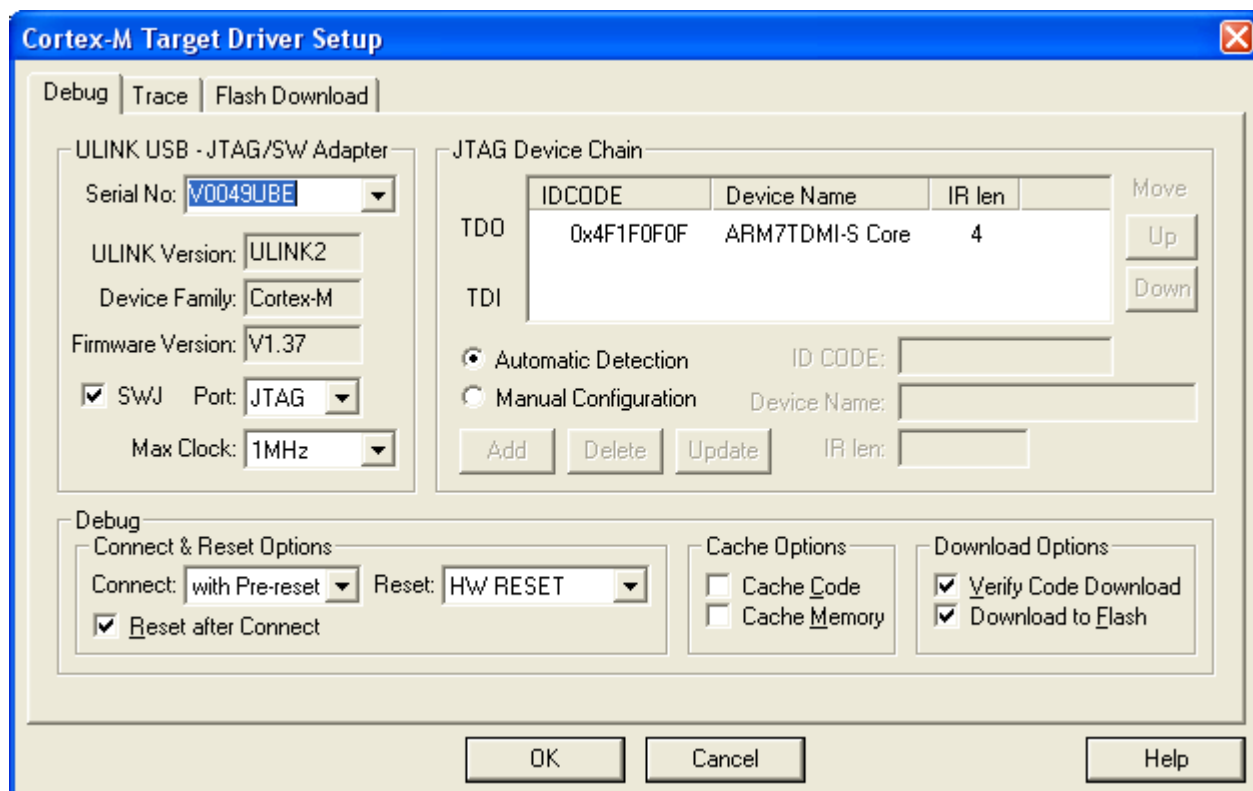 Cortex-M Target Driver Setup
Debug Trace Flash Download
ULINK USB - JTAG/SW Adapter
Serial No: V0049UBE
ULINK Version: ULINK2
Device Family: Cortex-M
Firmware Version: V1.37
SWJ Port: JTAG
Max Clock: 1MHz
JTAG Device Chain
IDCODE Device Name IR len
TDO 0x4F1F0F0F ARM7TDMI-S Core 4
TDI
Move
Up
Down
Automatic Detection ID CODE:
Manual Configuration Device Name:
Add Delete Update IR len:
Debug
Connect & Reset Options
Connect: with Pre-reset Reset: HW RESET
Reset after Connect
Cache Options
Cache Code
Cache Memory
Download Options
Verify Code Download
Download to Flash
OK Cancel Help